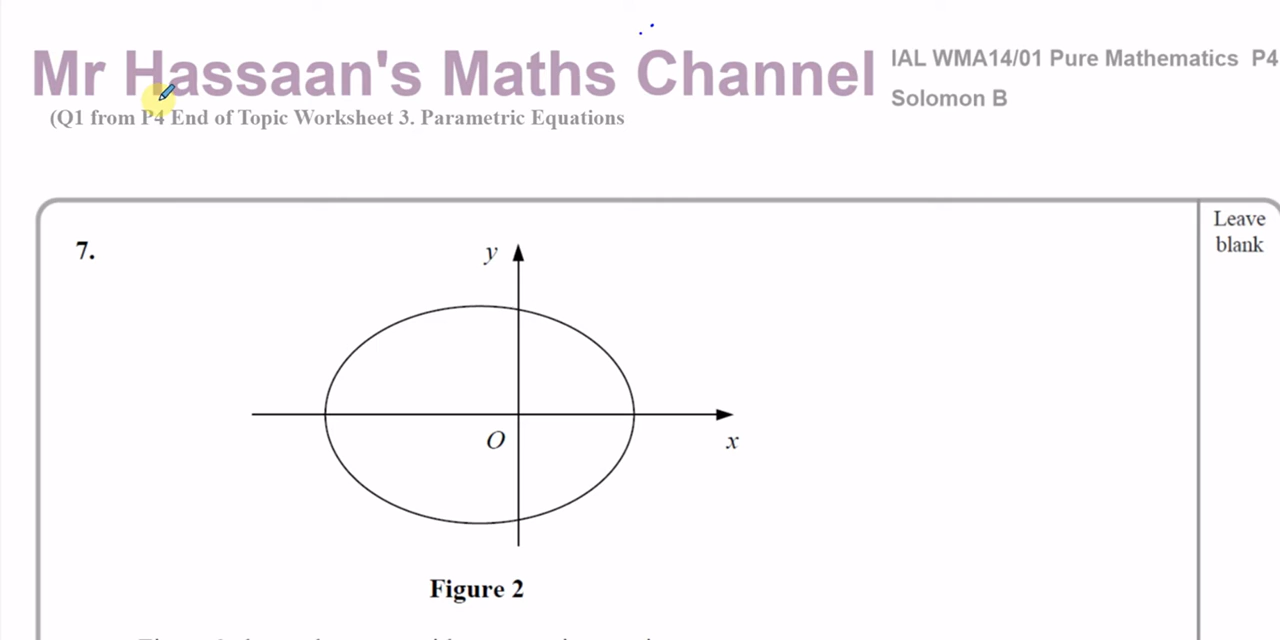 Mr Hassaan's Maths Channel
IAL WMA14/01 Pure Mathematics P4
Solomon B
(Q1 from P4 End of Topic Worksheet 3. Parametric Equations
Leave
blank
7.
y
O
x
Figure 2